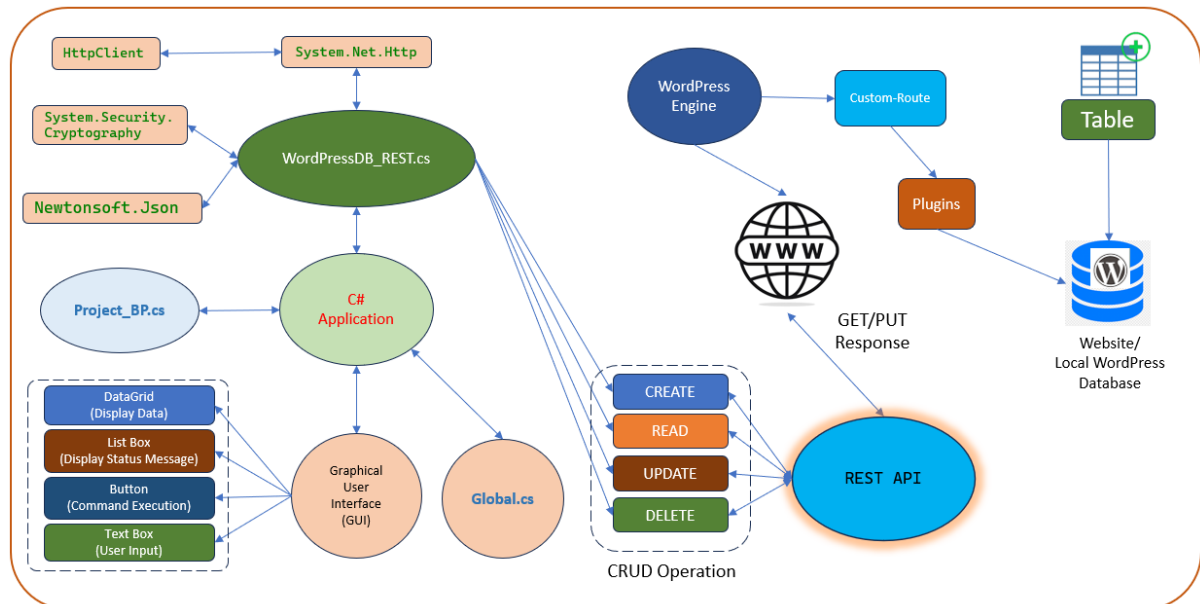 HttpClient
System.Net.Http
System.Security.
Cryptography
WordPressDB_REST.cs
Newtonsoft.Json
Project_BP.cs
C#
Application
DataGrid
(Display Data)
List Box
(Display Status Message)
Button
(Command Execution)
Text Box
(User Input)
Graphical
User
Interface
(GUI)
Global.cs
WordPress
Engine
Custom-Route
Plugins
Table
WWW
GET/PUT
Response
W
Website/
Local WordPress
Database
CREATE
READ
UPDATE
DELETE
CRUD Operation
REST API